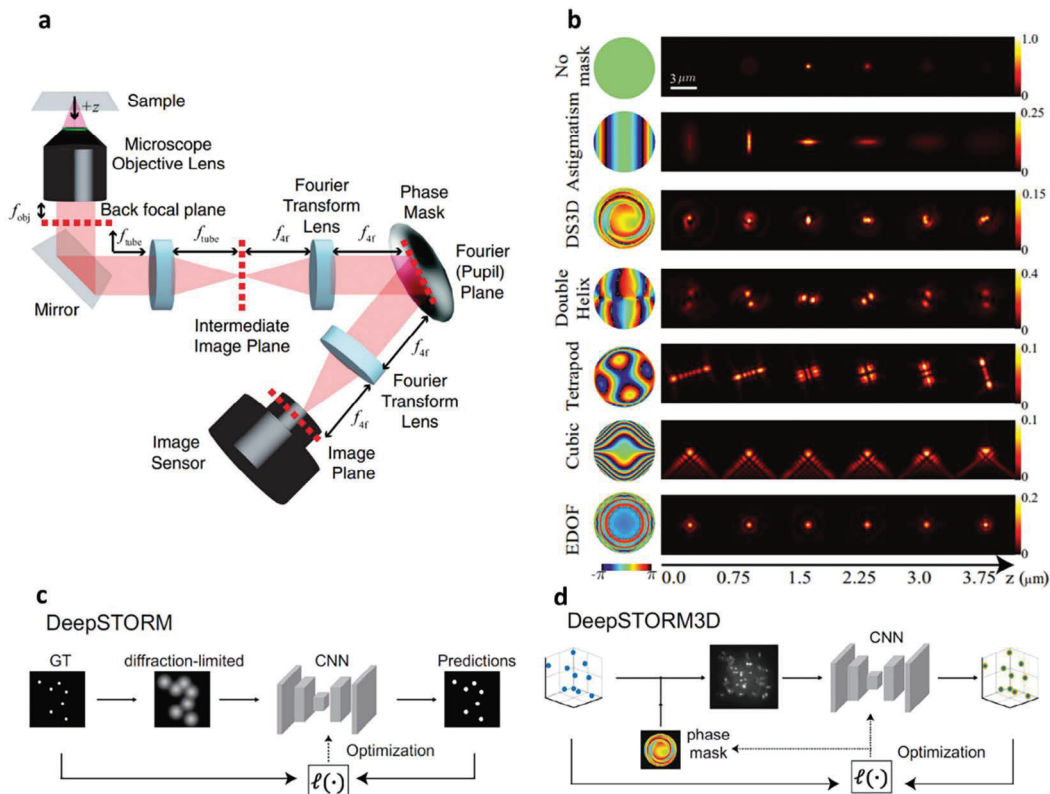 a
+z
Sample
Microscope
Objective Lens
f_obj
Back focal plane
f_tube
f_tube
f_4f
f_4f
Fourier
Transform
Lens
Phase
Mask
Fourier
(Pupil)
Plane
Mirror
Intermediate
Image Plane
f_4f
Fourier
Transform
Lens
f_4f
Image
Sensor
Image
Plane
b
No
mask
3 μm
1.0
0
Astigmatism
0.25
0
DS3D
0.15
0
Double
Helix
0.4
0
Tetrapod
0.1
0
Cubic
0.1
0
EDOF
0.2
0
-π
π
0.0 0.75 1.5 2.25 3.0 3.75 z (μm)
c
DeepSTORM
GT
diffraction-limited
CNN
Predictions
Optimization
ℓ(·)
d
DeepSTORM3D
CNN
phase
mask
Optimization
ℓ(·)